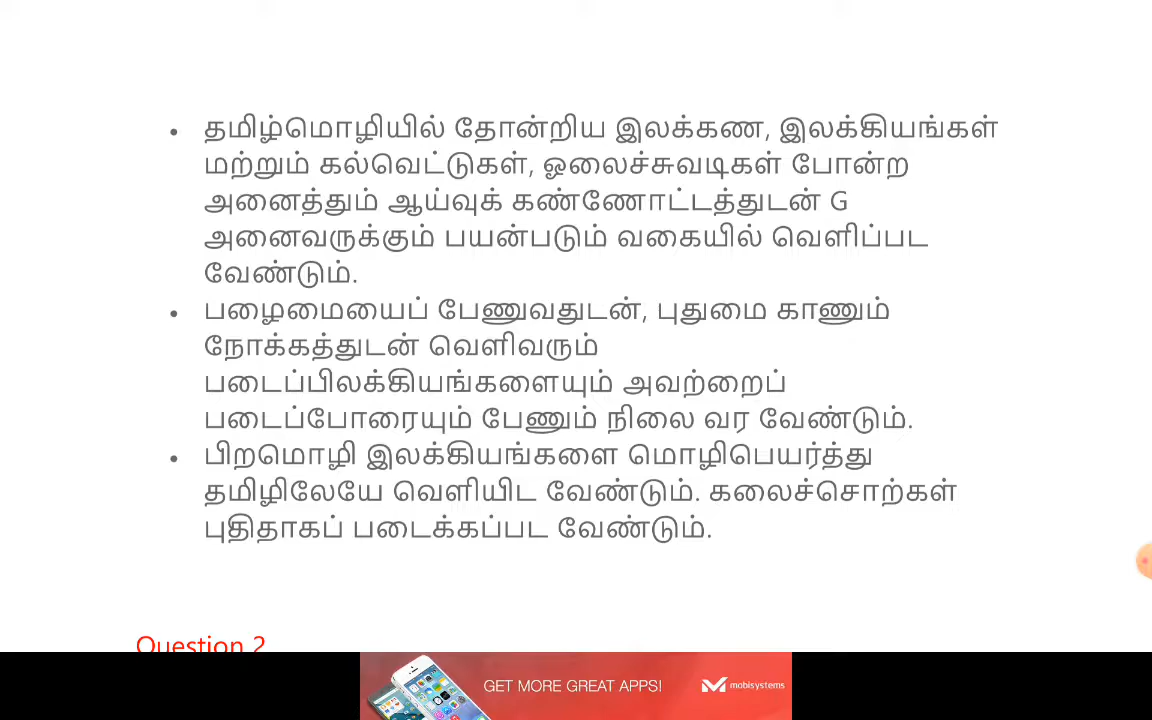 • தமிழ்மொழியில் தோன்றிய இலக்கண, இலக்கியங்கள்
மற்றும் கல்வெட்டுகள், ஓலைச்சுவடிகள் போன்ற
அனைத்தும் ஆய்வுக் கண்ணோட்டத்துடன் G
அனைவருக்கும் பயன்படும் வகையில் வெளிப்பட
வேண்டும்.
• பழைமையைப் பேணுவதுடன், புதுமை காணும்
நோக்கத்துடன் வெளிவரும்
படைப்பிலக்கியங்களையும் அவற்றைப்
படைப்போரையும் பேணும் நிலை வர வேண்டும்.
• பிறமொழி இலக்கியங்களை மொழிபெயர்த்து
தமிழிலேயே வெளியிட வேண்டும். கலைச்சொற்கள்
புதிதாகப் படைக்கப்பட வேண்டும்.
Question 2
GET MORE GREAT APPS! mobisystems